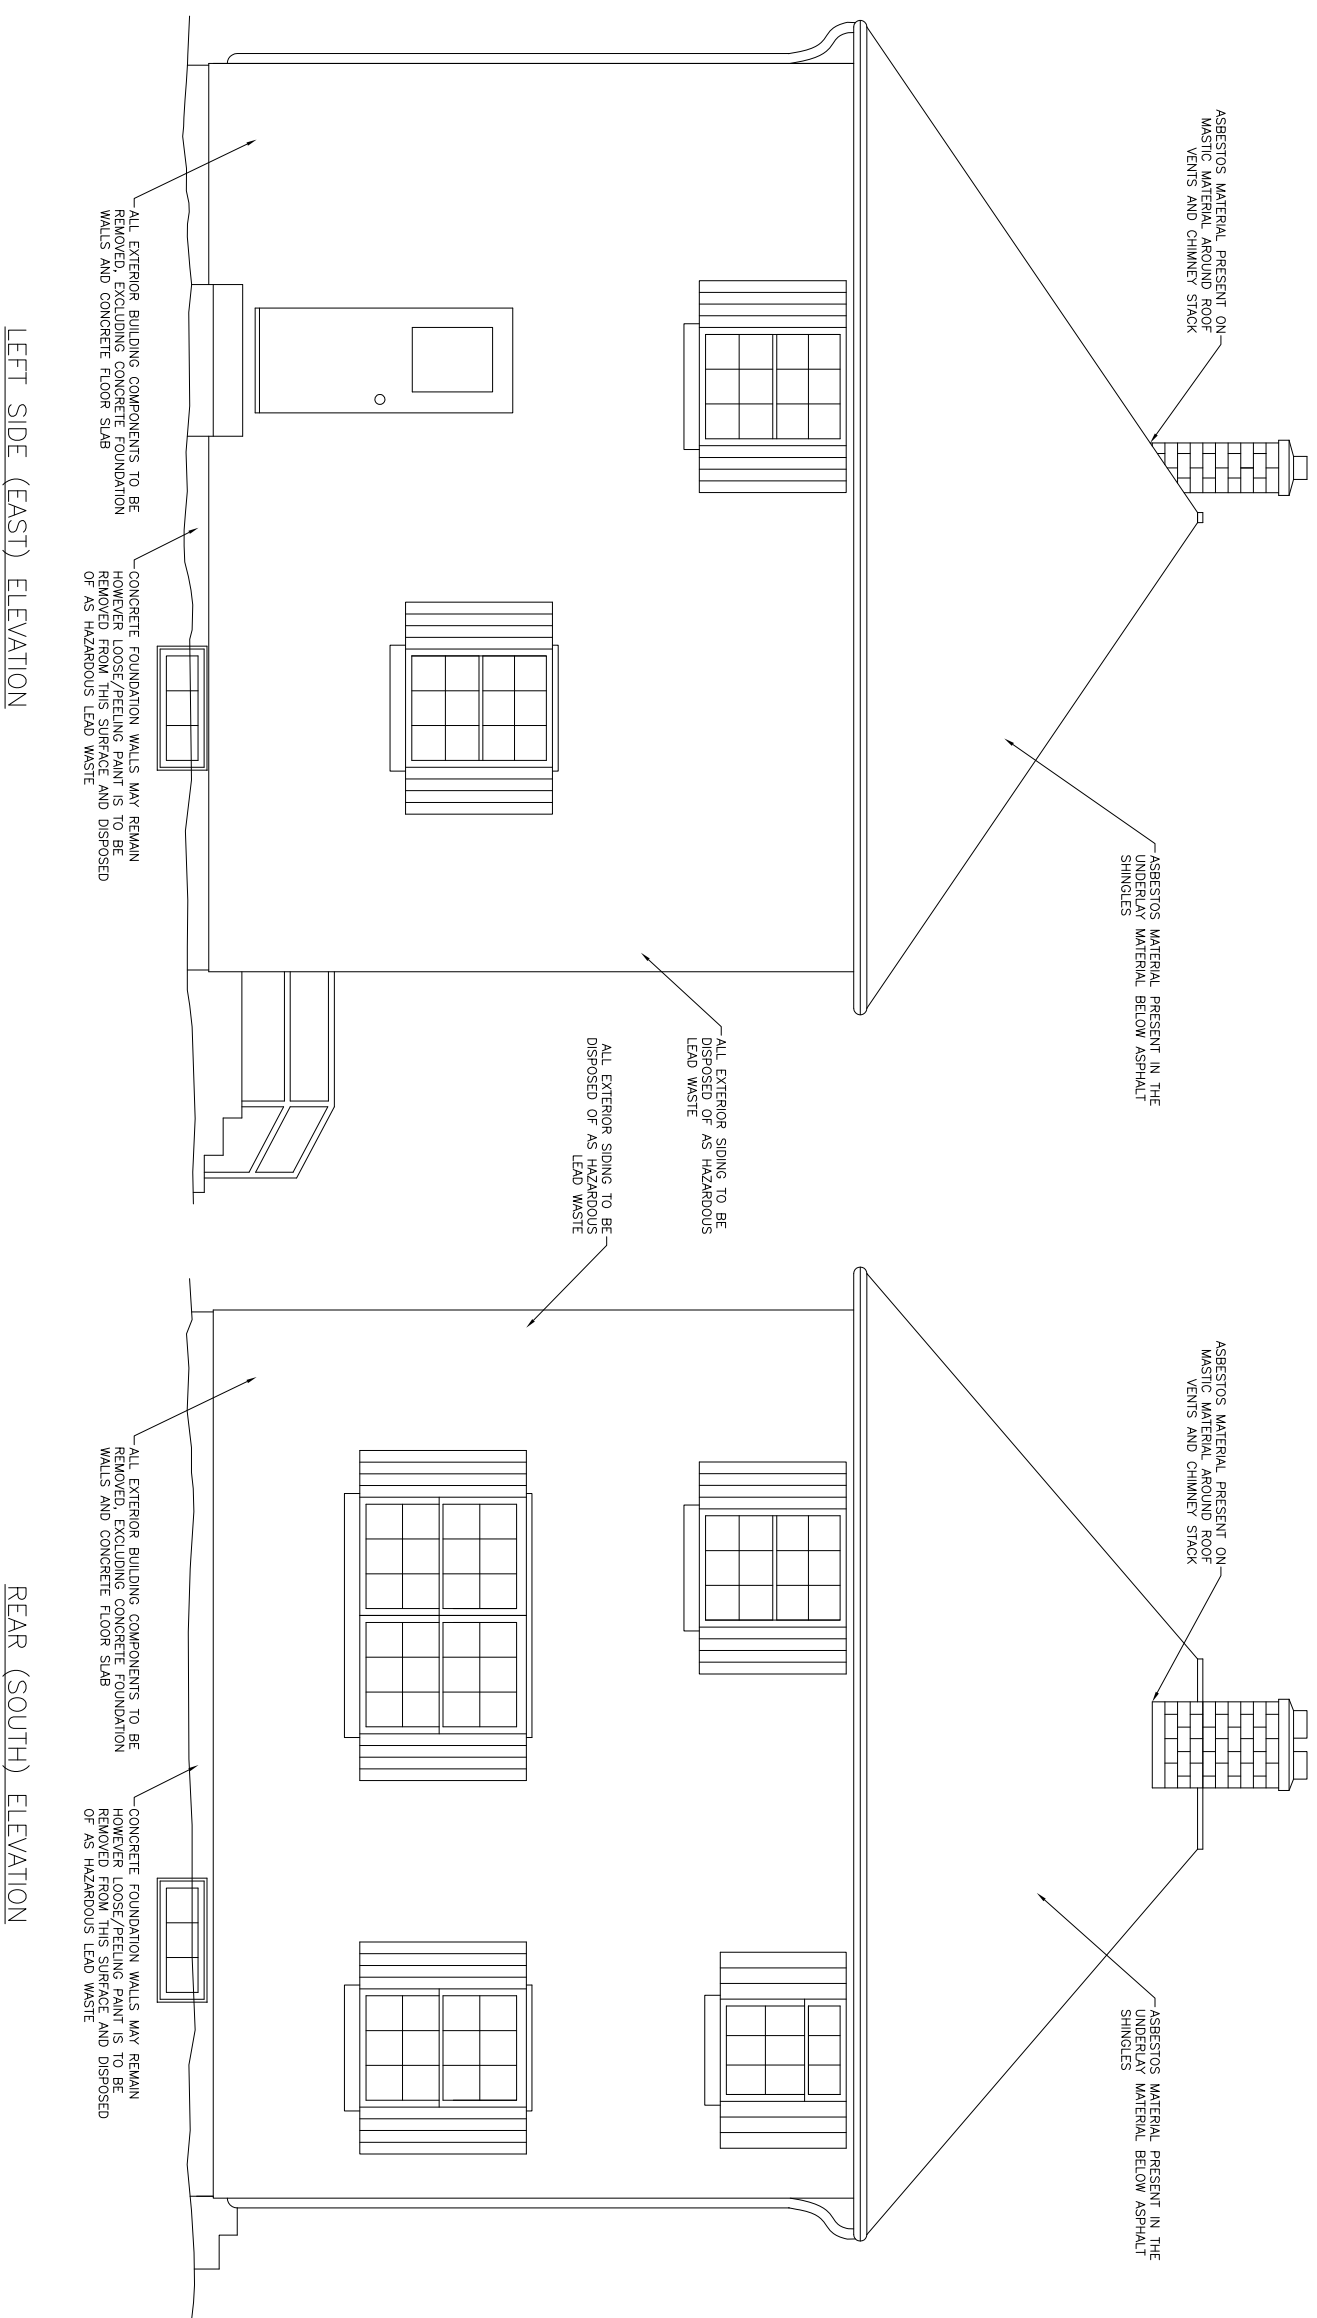 ASBESTOS MATERIAL PRESENT ON
MASTIC MATERIAL AROUND ROOF
VENTS AND CHIMNEY STACK
ASBESTOS MATERIAL PRESENT IN THE
UNDERLAY MATERIAL BELOW ASPHALT
SHINGLES
ALL EXTERIOR SIDING TO BE
DISPOSED OF AS HAZARDOUS
LEAD WASTE
ALL EXTERIOR BUILDING COMPONENTS TO BE
REMOVED, EXCLUDING CONCRETE FOUNDATION
WALLS AND CONCRETE FLOOR SLAB
CONCRETE FOUNDATION WALLS MAY REMAIN
HOWEVER LOOSE/PEELING PAINT IS TO BE
REMOVED FROM THIS SURFACE AND DISPOSED
OF AS HAZARDOUS LEAD WASTE
LEFT SIDE (EAST) ELEVATION
ASBESTOS MATERIAL PRESENT ON
MASTIC MATERIAL AROUND ROOF
VENTS AND CHIMNEY STACK
ASBESTOS MATERIAL PRESENT IN THE
UNDERLAY MATERIAL BELOW ASPHALT
SHINGLES
ALL EXTERIOR SIDING TO BE
DISPOSED OF AS HAZARDOUS
LEAD WASTE
ALL EXTERIOR BUILDING COMPONENTS TO BE
REMOVED, EXCLUDING CONCRETE FOUNDATION
WALLS AND CONCRETE FLOOR SLAB
CONCRETE FOUNDATION WALLS MAY REMAIN
HOWEVER LOOSE/PEELING PAINT IS TO BE
REMOVED FROM THIS SURFACE AND DISPOSED
OF AS HAZARDOUS LEAD WASTE
REAR (SOUTH) ELEVATION